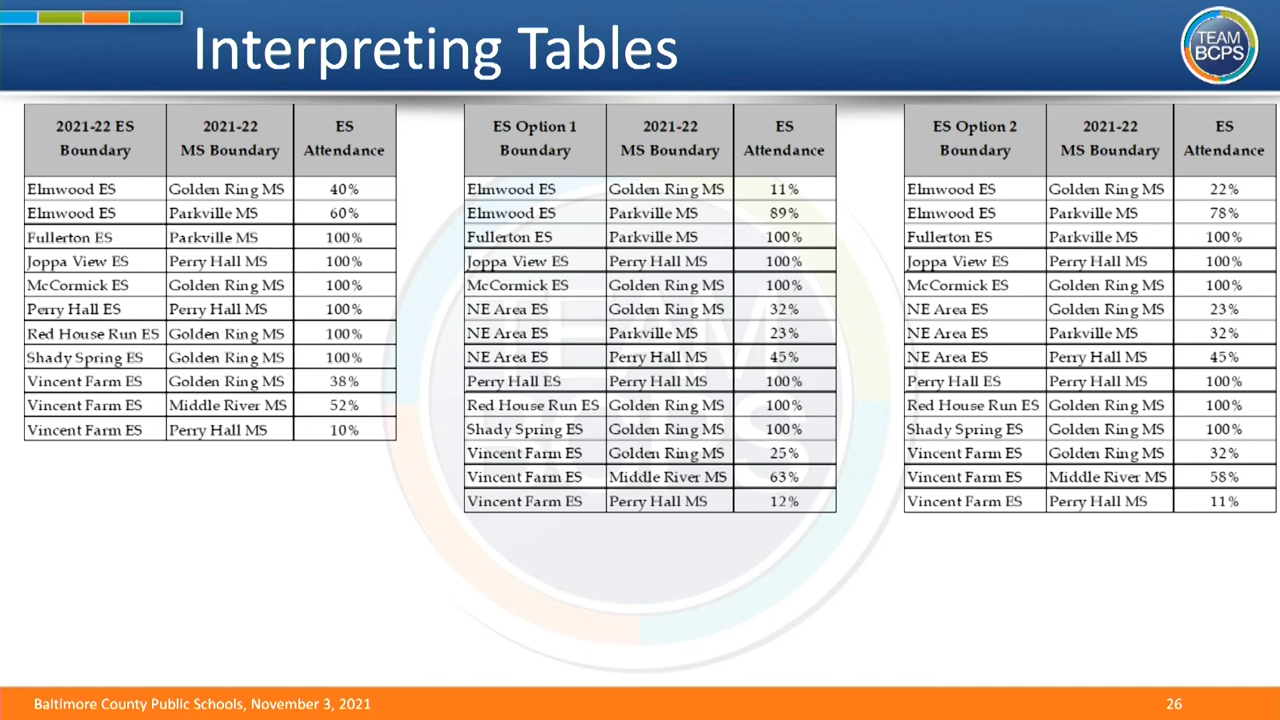 Interpreting Tables
TEAM
BCPS
2021-22 ES Boundary 2021-22 MS Boundary ES Attendance
Elmwood ES Golden Ring MS 40%
Elmwood ES Parkville MS 60%
Fullerton ES Parkville MS 100%
Joppa View ES Perry Hall MS 100%
McCormick ES Golden Ring MS 100%
Perry Hall ES Perry Hall MS 100%
Red House Run ES Golden Ring MS 100%
Shady Spring ES Golden Ring MS 100%
Vincent Farm ES Golden Ring MS 38%
Vincent Farm ES Middle River MS 52%
Vincent Farm ES Perry Hall MS 10%
ES Option 1 Boundary 2021-22 MS Boundary ES Attendance
Elmwood ES Golden Ring MS 11%
Elmwood ES Parkville MS 89%
Fullerton ES Parkville MS 100%
Joppa View ES Perry Hall MS 100%
McCormick ES Golden Ring MS 100%
NE Area ES Golden Ring MS 32%
NE Area ES Parkville MS 23%
NE Area ES Perry Hall MS 45%
Perry Hall ES Perry Hall MS 100%
Red House Run ES Golden Ring MS 100%
Shady Spring ES Golden Ring MS 100%
Vincent Farm ES Golden Ring MS 25%
Vincent Farm ES Middle River MS 63%
Vincent Farm ES Perry Hall MS 12%
ES Option 2 Boundary 2021-22 MS Boundary ES Attendance
Elmwood ES Golden Ring MS 22%
Elmwood ES Parkville MS 78%
Fullerton ES Parkville MS 100%
Joppa View ES Perry Hall MS 100%
McCormick ES Golden Ring MS 100%
NE Area ES Golden Ring MS 23%
NE Area ES Parkville MS 32%
NE Area ES Perry Hall MS 45%
Perry Hall ES Perry Hall MS 100%
Red House Run ES Golden Ring MS 100%
Shady Spring ES Golden Ring MS 100%
Vincent Farm ES Golden Ring MS 32%
Vincent Farm ES Middle River MS 58%
Vincent Farm ES Perry Hall MS 11%
TEAM
BCPS
Baltimore County Public Schools, November 3, 2021 26